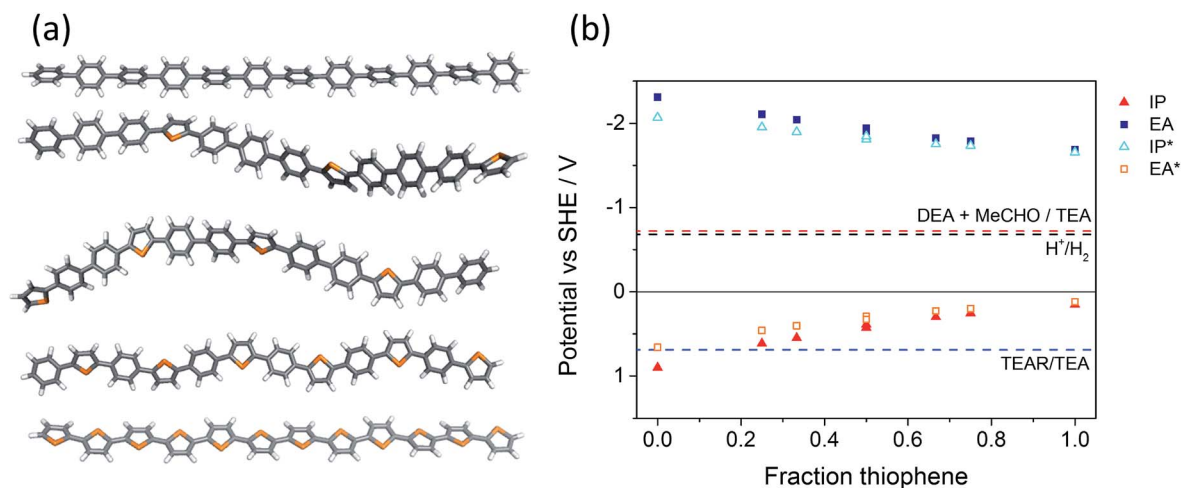 (a)
(b)
Potential vs SHE / V
-2
-1
0
1
DEA + MeCHO / TEA
H⁺/H₂
TEAR/TEA
0.0 0.2 0.4 0.6 0.8 1.0
Fraction thiophene
IP
EA
IP*
EA*